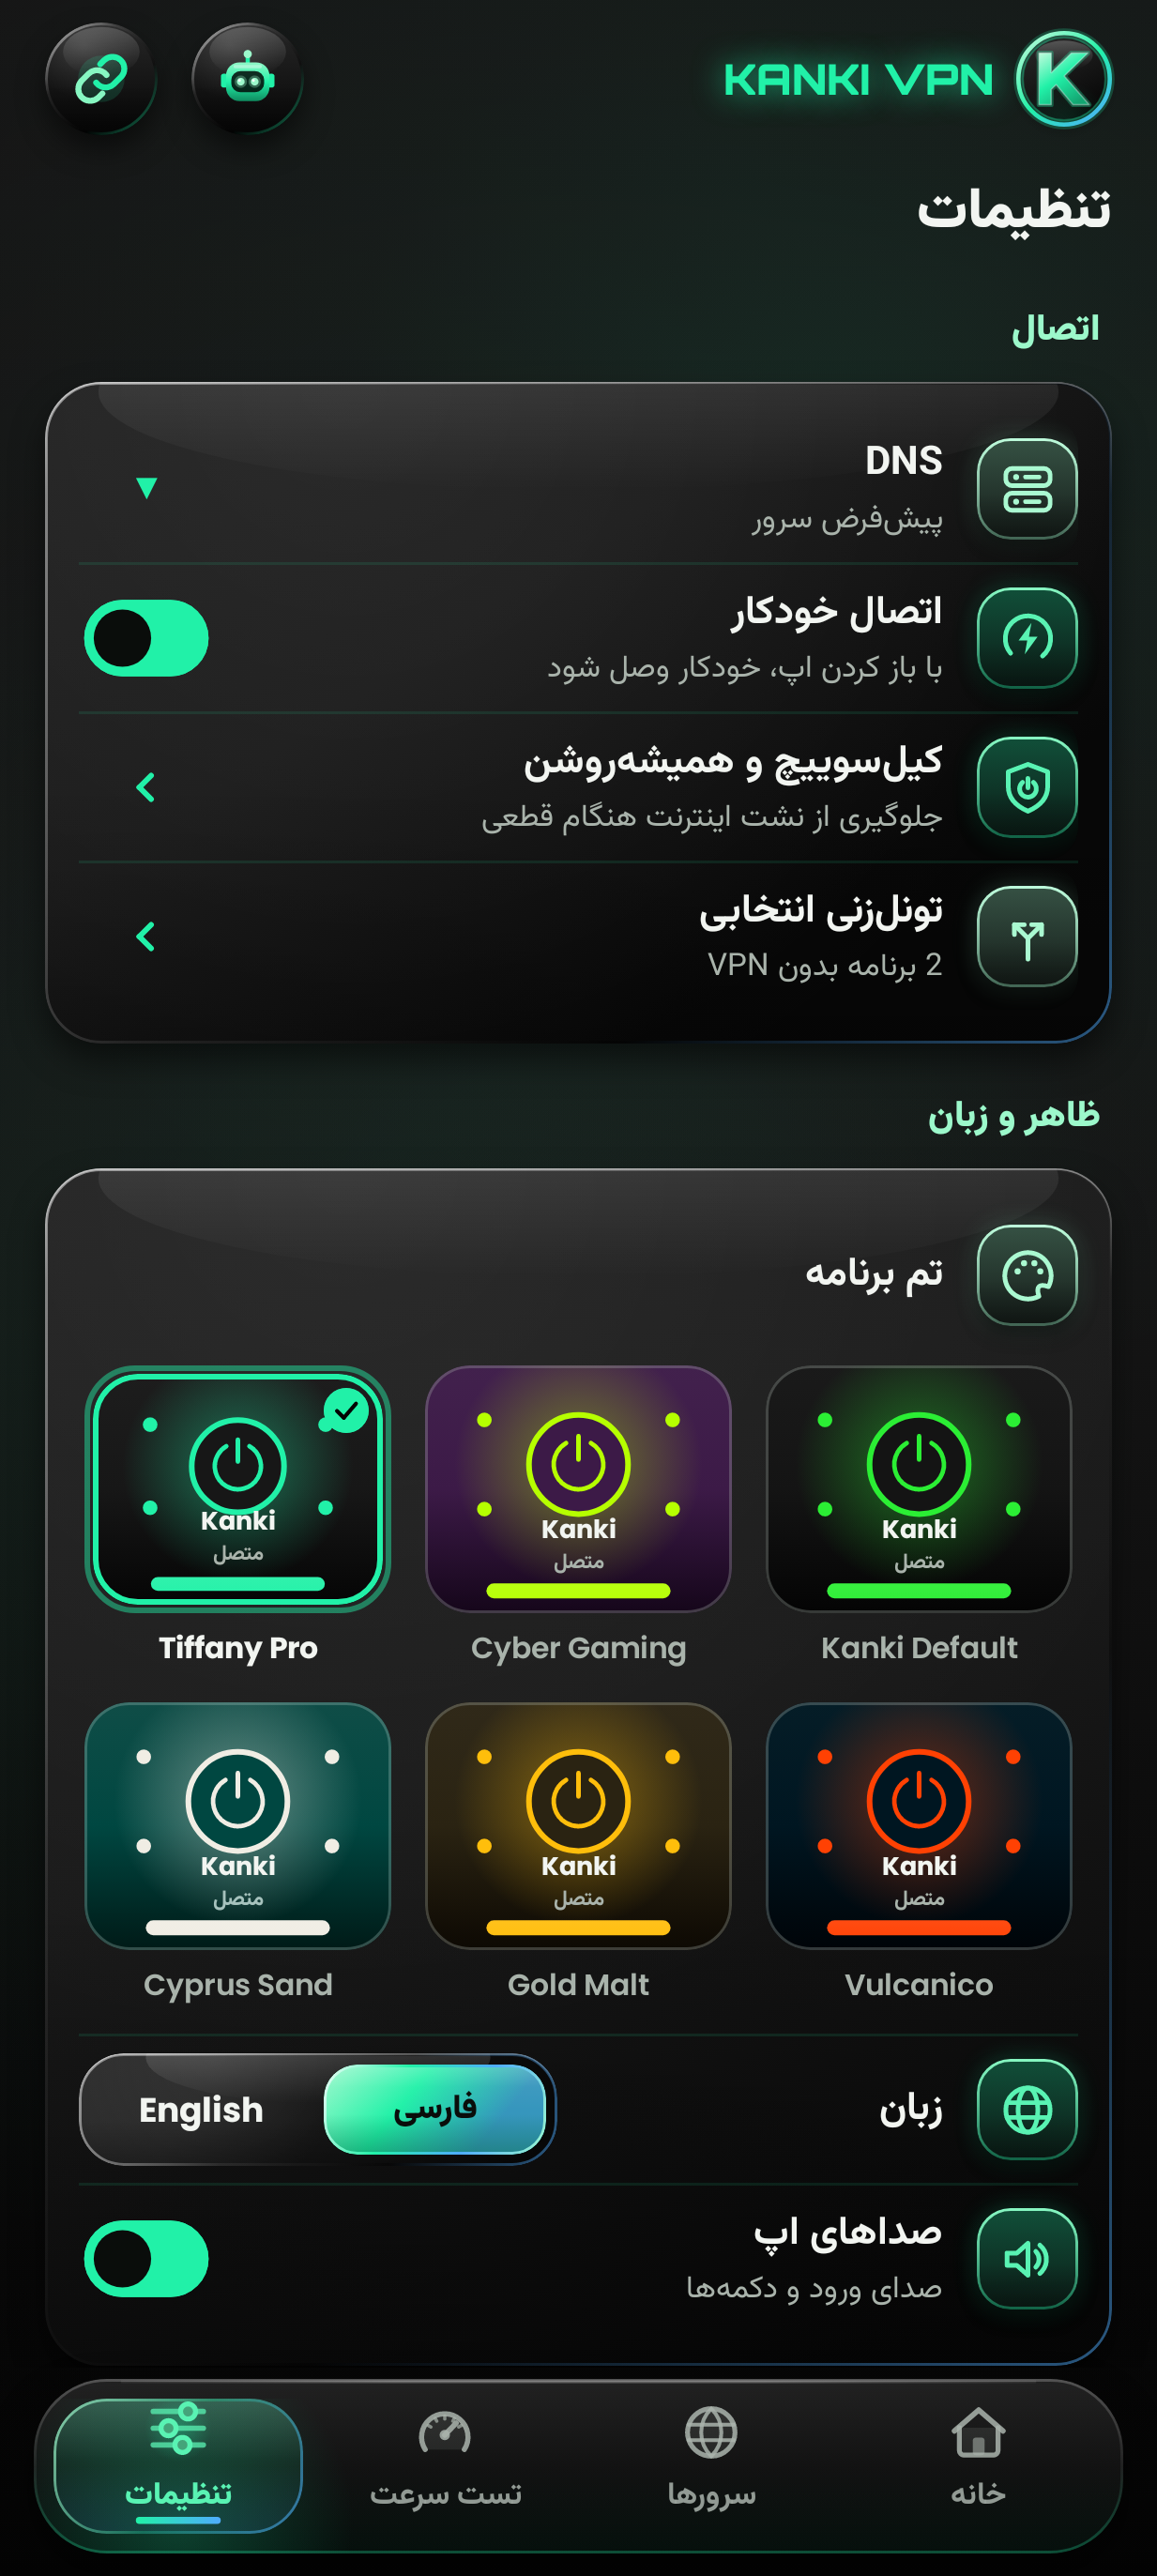 KANKI VPN
تنظیمات
اتصال
DNS
پیش‌فرض سرور
اتصال خودکار
با باز کردن اپ، خودکار وصل شود
کیل‌سوییچ و همیشه‌روشن
جلوگیری از نشت اینترنت هنگام قطعی
تونل‌زنی انتخابی
2 برنامه بدون VPN
ظاهر و زبان
تم برنامه
Kanki
متصل
Kanki Default
Kanki
متصل
Cyber Gaming
Kanki
متصل
Tiffany Pro
Kanki
متصل
Vulcanico
Kanki
متصل
Gold Malt
Kanki
متصل
Cyprus Sand
زبان
فارسی
English
صداهای اپ
صدای ورود و دکمه‌ها
خانه
سرورها
تست سرعت
تنظیمات